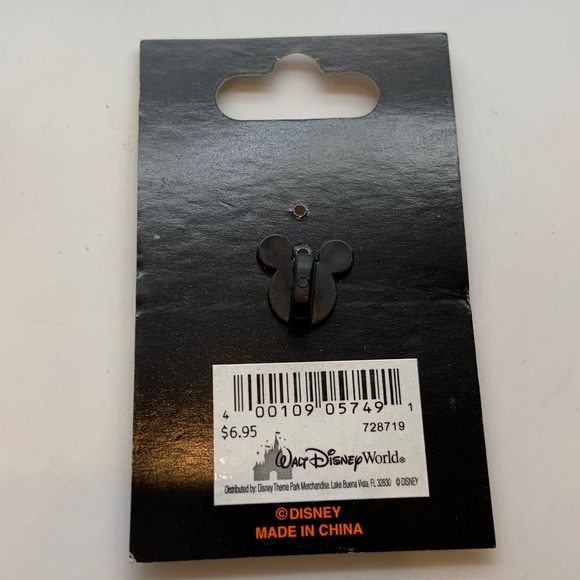 4 00109 05749 1
$6.95 728719
WALT DISNEY World®
Distributed by: Disney Theme Park Merchandise, Lake Buena Vista, FL 32830 © DISNEY
© DISNEY
MADE IN CHINA